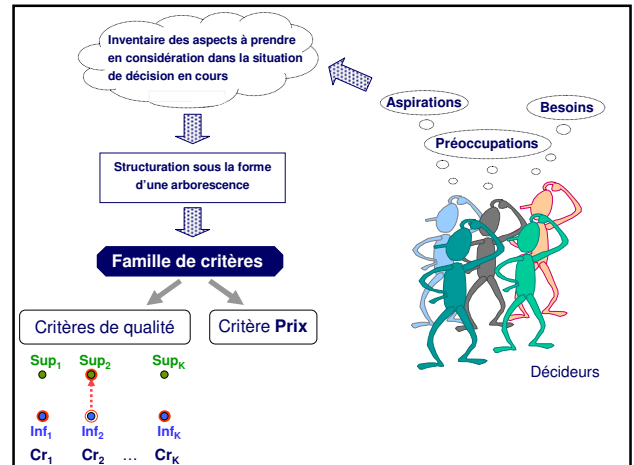 Inventaire des aspects à prendre
en considération dans la situation
de décision en cours
Aspirations
Besoins
Préoccupations
Structuration sous la forme
d'une arborescence
Famille de critères
Critères de qualité
Critère Prix
Sup1 Sup2 SupK
Décideurs
Inf1 Inf2 InfK
Cr1 Cr2 ... CrK